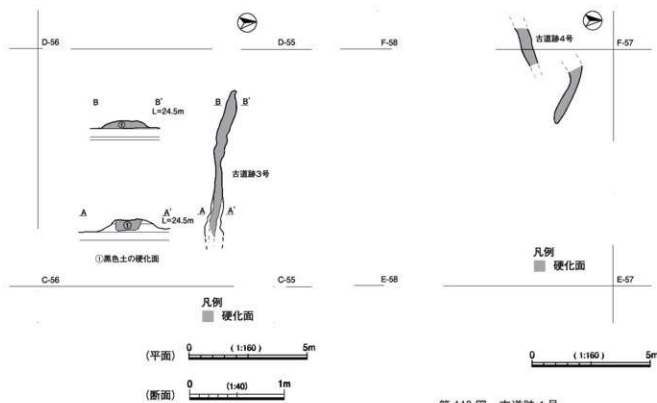 D-56
D-55
B B'
L=24.5m
①
B B'
古道跡3号
A A'
L=24.5m
①
A A'
①黒色土の硬化面
C-56
C-55
凡例
硬化面
(平面) 0 (1:160) 5m
(断面) 0 (1:40) 1m
F-58
F-57
古道跡4号
凡例
硬化面
E-58
E-57
0 (1:160) 5m